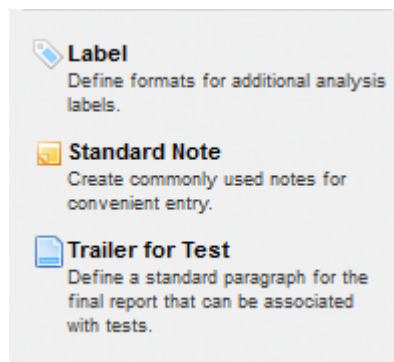 Label
Define formats for additional analysis
labels.
Standard Note
Create commonly used notes for
convenient entry.
Trailer for Test
Define a standard paragraph for the
final report that can be associated
with tests.